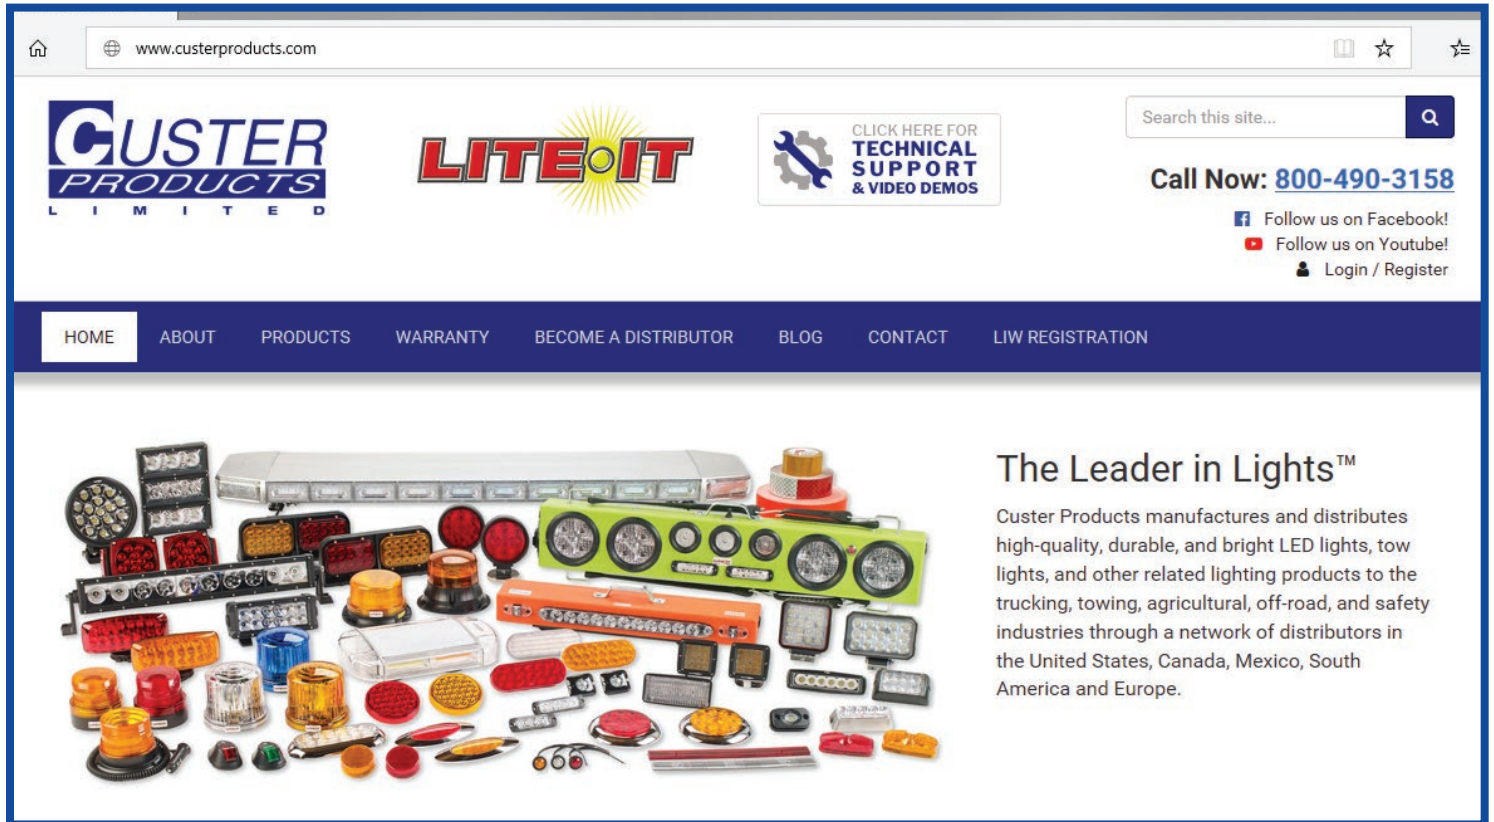 www.custerproducts.com
CUSTER
PRODUCTS
LIMITED
LITE-IT
CLICK HERE FOR
TECHNICAL
SUPPORT
& VIDEO DEMOS
Search this site...
Call Now: 800-490-3158
Follow us on Facebook!
Follow us on Youtube!
Login / Register
HOME ABOUT PRODUCTS WARRANTY BECOME A DISTRIBUTOR BLOG CONTACT LIW REGISTRATION
The Leader in Lights™
Custer Products manufactures and distributes
high-quality, durable, and bright LED lights, tow
lights, and other related lighting products to the
trucking, towing, agricultural, off-road, and safety
industries through a network of distributors in
the United States, Canada, Mexico, South
America and Europe.